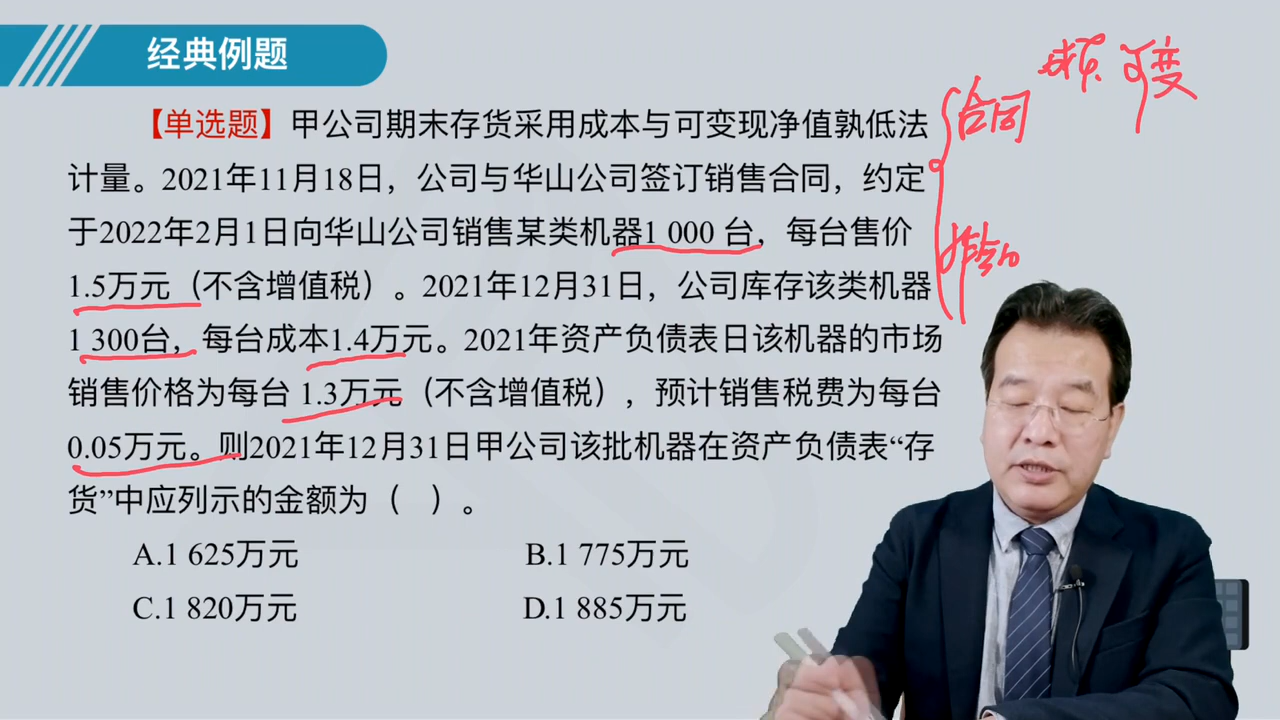 经典例题
【单选题】甲公司期末存货采用成本与可变现净值孰低法
计量。2021年11月18日，公司与华山公司签订销售合同，约定
于2022年2月1日向华山公司销售某类机器1 000 台，每台售价
1.5万元（不含增值税）。2021年12月31日，公司库存该类机器
1 300台，每台成本1.4万元。2021年资产负债表日该机器的市场
销售价格为每台 1.3万元（不含增值税），预计销售税费为每台
0.05万元。则2021年12月31日甲公司该批机器在资产负债表“存
货”中应列示的金额为（ ）。
A.1 625万元 B.1 775万元
C.1 820万元 D.1 885万元
合同
可变